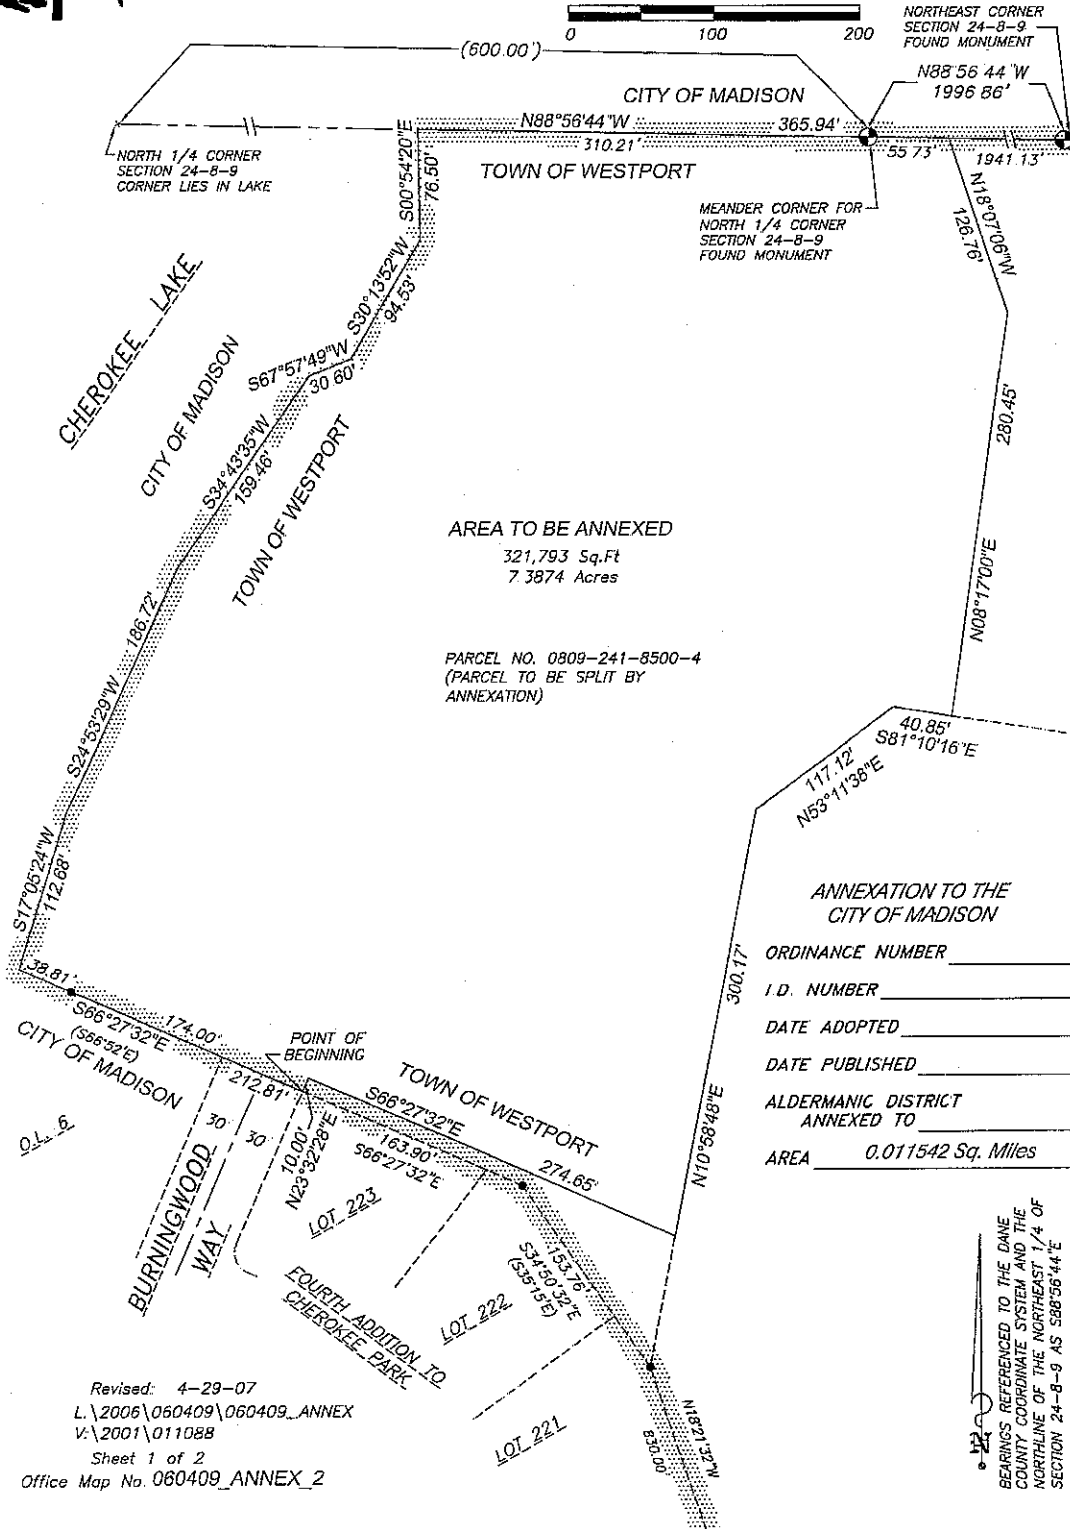 0 100 200
NORTHEAST CORNER
SECTION 24-8-9
FOUND MONUMENT
(600.00')
N88°56'44"W
1996.86'
CITY OF MADISON
N88°56'44"W
365.94'
310.21'
55.73'
1941.13'
NORTH 1/4 CORNER
SECTION 24-8-9
CORNER LIES IN LAKE
S00°54'20"E
76.50'
TOWN OF WESTPORT
MEANDER CORNER FOR
NORTH 1/4 CORNER
SECTION 24-8-9
FOUND MONUMENT
N18°07'06"W
126.76'
CHEROKEE LAKE
S30°13'52"W
94.53'
S67°57'49"W
30.60'
CITY OF MADISON
S34°43'35"W
159.46'
TOWN OF WESTPORT
280.45'
N08°17'00"E
AREA TO BE ANNEXED
321,793 Sq.Ft
7.3874 Acres
186.72'
S24°53'29"W
PARCEL NO. 0809-241-8500-4
(PARCEL TO BE SPLIT BY
ANNEXATION)
40.85'
S81°10'16"E
117.12'
N53°11'38"E
S17°05'24"W
112.68'
ANNEXATION TO THE
CITY OF MADISON
ORDINANCE NUMBER
I.D. NUMBER
DATE ADOPTED
DATE PUBLISHED
ALDERMANIC DISTRICT
ANNEXED TO
AREA 0.011542 Sq. Miles
300.17'
N10°58'48"E
38.81'
S66°27'32"E
(S66°52'E)
174.00'
CITY OF MADISON
212.81'
POINT OF
BEGINNING
TOWN OF WESTPORT
S66°27'32"E
163.90'
S66°27'32"E
274.65'
O.L. 6
30'
30'
10.00'
N23°32'28"E
BURNINGWOOD
WAY
LOT 223
S34°50'32"E
153.76'
(S35°15'E)
FOURTH ADDITION TO
CHEROKEE PARK
LOT 222
LOT 221
N18°21'32"W
830.00'
Revised: 4-29-07
L:\2006\060409\060409_ANNEX
V:\2001\011088
Sheet 1 of 2
Office Map No. 060409_ANNEX_2
BEARINGS REFERENCED TO THE DANE
COUNTY COORDINATE SYSTEM AND THE
NORTHLINE OF THE NORTHEAST 1/4 OF
SECTION 24-8-9 AS S88°56'44"E